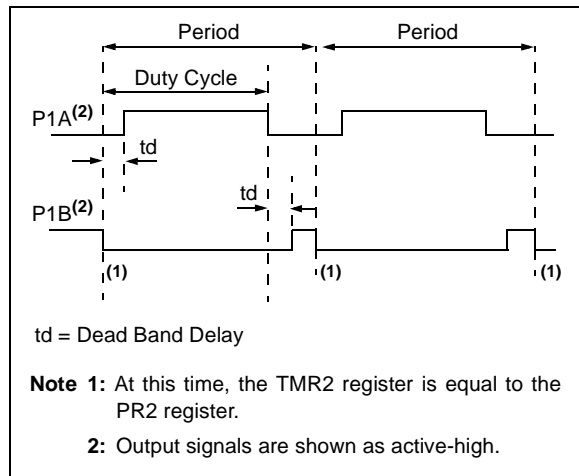 Period Period
Duty Cycle
P1A(2)
td
td
P1B(2)
(1) (1) (1)
td = Dead Band Delay
Note 1: At this time, the TMR2 register is equal to the
PR2 register.
2: Output signals are shown as active-high.